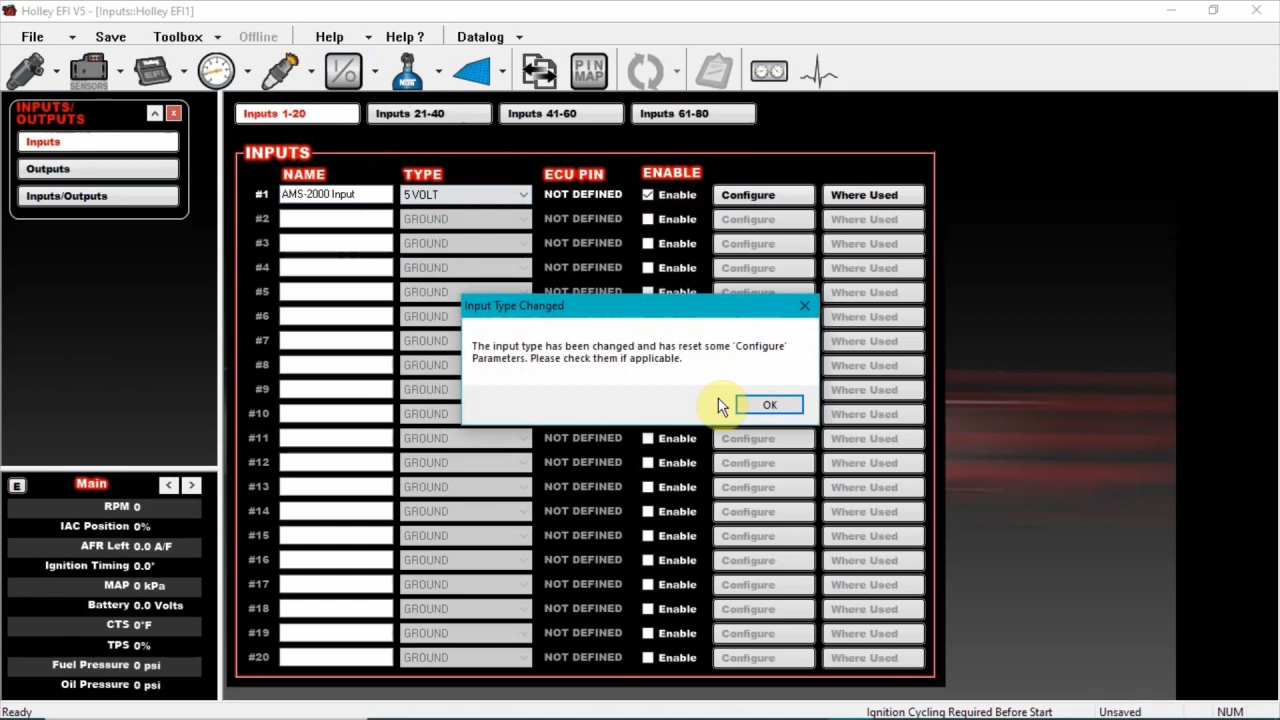 Holley EFI V5 - [Inputs::Holley EFI1]
File Save Toolbox Offline Help Help ? Datalog
SENSORS I/O NOS PIN MAP
INPUTS/
OUTPUTS
Inputs
Outputs
Inputs/Outputs
Inputs 1-20 Inputs 21-40 Inputs 41-60 Inputs 61-80
INPUTS
NAME TYPE ECU PIN ENABLE
#1 AMS-2000 Input 5 VOLT NOT DEFINED Enable Configure Where Used
#2 GROUND NOT DEFINED Enable Configure Where Used
#3 GROUND NOT DEFINED Enable Configure Where Used
#4 GROUND NOT DEFINED Enable Configure Where Used
#5 GROUND NOT DEFINED Enable Configure Where Used
#6 GROUND Where Used
#7 GROUND Where Used
#8 GROUND Where Used
#9 GROUND Where Used
#10 GROUND Where Used
Input Type Changed
The input type has been changed and has reset some 'Configure'
Parameters. Please check them if applicable.
OK
#11 GROUND NOT DEFINED Enable Configure Where Used
#12 GROUND NOT DEFINED Enable Configure Where Used
#13 GROUND NOT DEFINED Enable Configure Where Used
#14 GROUND NOT DEFINED Enable Configure Where Used
#15 GROUND NOT DEFINED Enable Configure Where Used
#16 GROUND NOT DEFINED Enable Configure Where Used
#17 GROUND NOT DEFINED Enable Configure Where Used
#18 GROUND NOT DEFINED Enable Configure Where Used
#19 GROUND NOT DEFINED Enable Configure Where Used
#20 GROUND NOT DEFINED Enable Configure Where Used
E Main < >
RPM 0
IAC Position 0%
AFR Left 0.0 A/F
Ignition Timing 0.0°
MAP 0 kPa
Battery 0.0 Volts
CTS 0°F
TPS 0%
Fuel Pressure 0 psi
Oil Pressure 0 psi
Ready Ignition Cycling Required Before Start Unsaved NUM